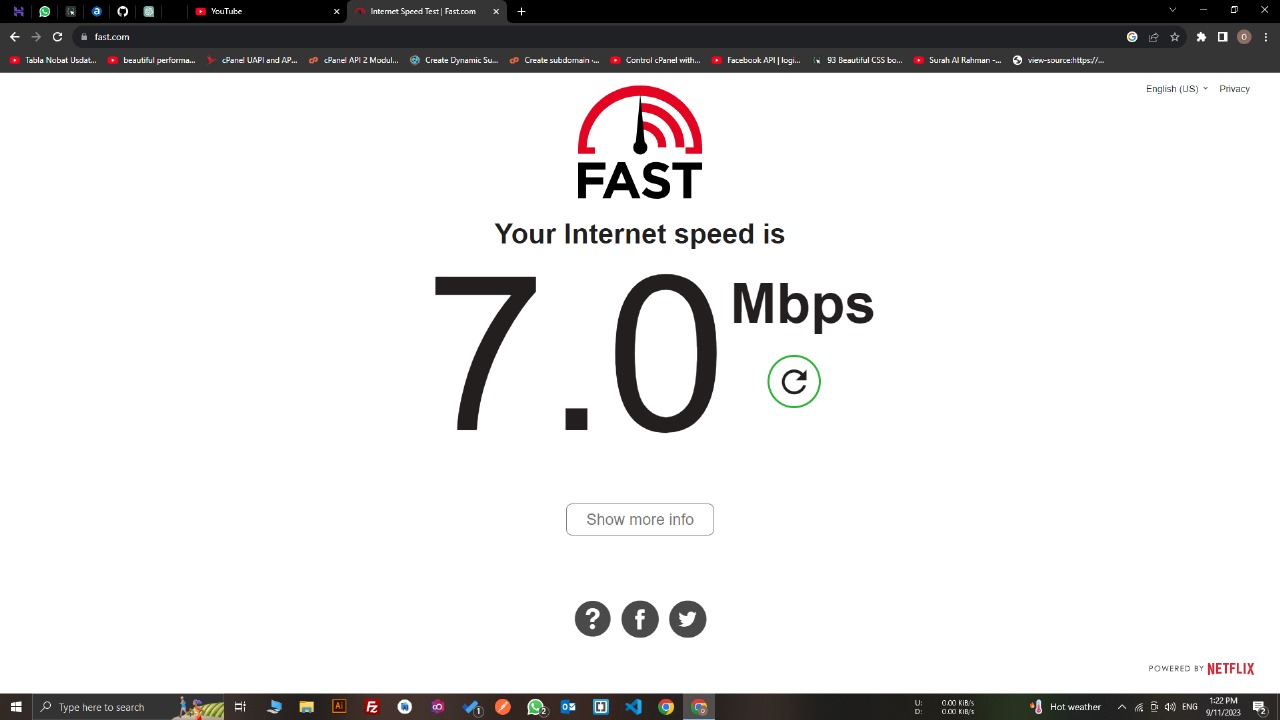 YouTube
Internet Speed Test | Fast.com
fast.com
Tabla Nobat Usdat...
beautiful performa...
cPanel UAPI and AP...
cPanel API 2 Modul...
Create Dynamic Su...
Create subdomain -...
Control cPanel with...
Facebook API | logi...
93 Beautiful CSS bo...
Surah Al Rahman -...
view-source:https://...
English (US)
Privacy
FAST
Your Internet speed is
7.0 Mbps
Show more info
POWERED BY NETFLIX
Type here to search
U: 0.00 KiB/s
D: 0.00 KiB/s
Hot weather
ENG
1:22 PM
9/11/2023